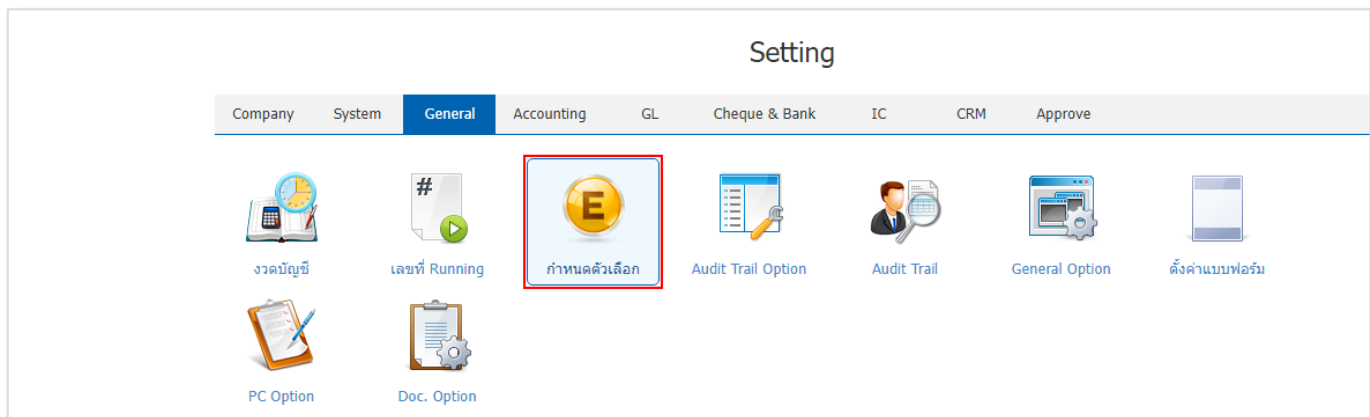 Setting
Company System General Accounting GL Cheque & Bank IC CRM Approve
#
E
งวดบัญชี เลขที่ Running กำหนดตัวเลือก Audit Trail Option Audit Trail General Option ตั้งค่าแบบฟอร์ม
PC Option Doc. Option